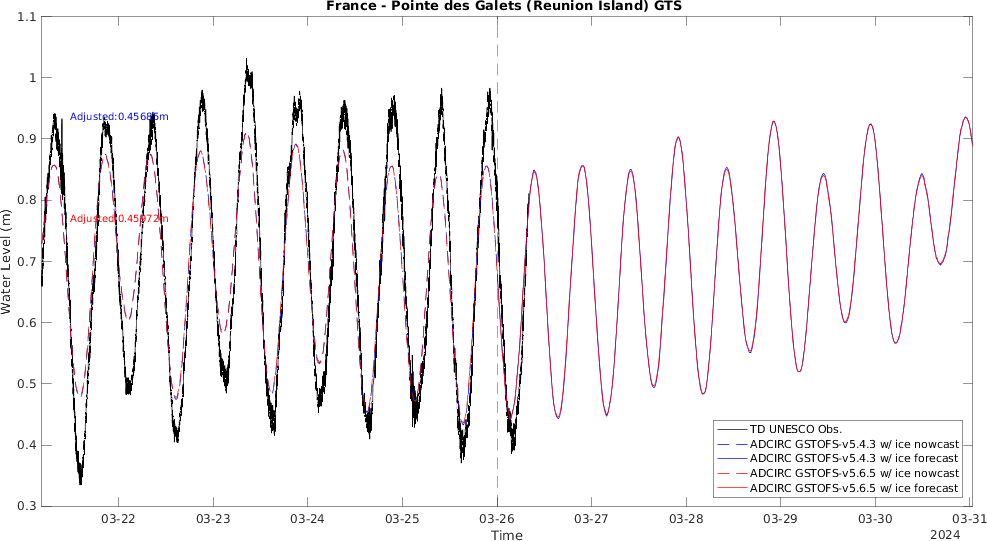 France - Pointe des Galets (Reunion Island) GTS
1.1
1
0.9
0.8
0.7
0.6
0.5
0.4
0.3
Water Level (m)
Adjusted:0.45685m
Adjusted:0.45972m
TD UNESCO Obs.
ADCIRC GSTOFS-v5.4.3 w/ ice nowcast
ADCIRC GSTOFS-v5.4.3 w/ ice forecast
ADCIRC GSTOFS-v5.6.5 w/ ice nowcast
ADCIRC GSTOFS-v5.6.5 w/ ice forecast
03-22 03-23 03-24 03-25 03-26 03-27 03-28 03-29 03-30 03-31
Time
2024